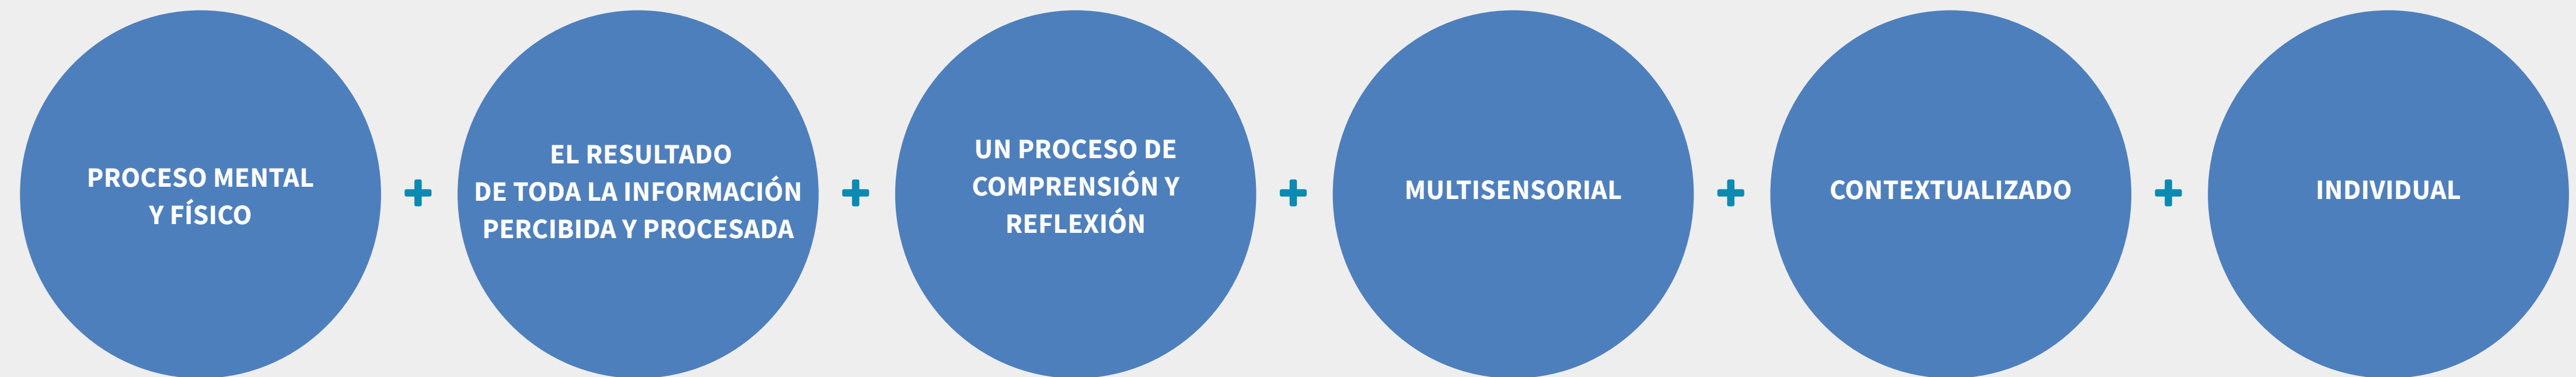 PROCESO MENTAL
Y FÍSICO
+
EL RESULTADO
DE TODA LA INFORMACIÓN
PERCIBIDA Y PROCESADA
+
UN PROCESO DE
COMPRENSIÓN Y
REFLEXIÓN
+
MULTISENSORIAL
+
CONTEXTUALIZADO
+
INDIVIDUAL